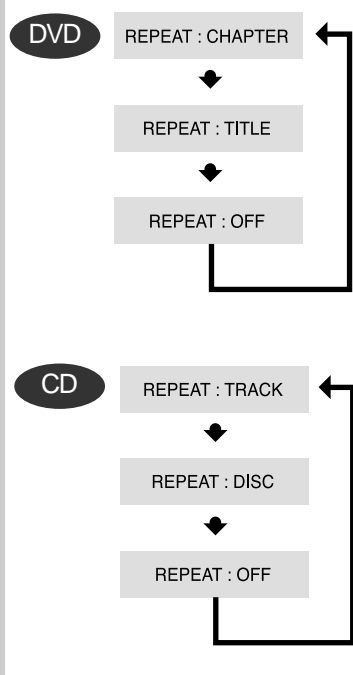 DVD
REPEAT : CHAPTER
REPEAT : TITLE
REPEAT : OFF
CD
REPEAT : TRACK
REPEAT : DISC
REPEAT : OFF